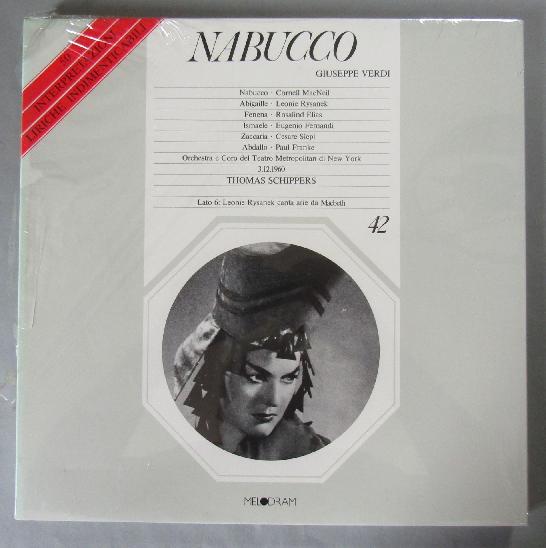 50
INTERPRETAZIONI
LIRICHE INDIMENTICABILI
NABUCCO
GIUSEPPE VERDI
Nabucco · Cornell MacNeil
Abigaille · Leonie Rysanek
Fenena · Rosalind Elias
Ismaele · Eugenio Fernandi
Zaccaria · Cesare Siepi
Abdallo · Paul Franke
Orchestra e Coro del Teatro Metropolitan di New York
3.12.1960
THOMAS SCHIPPERS
Lato 6: Leonie Rysanek canta arie da Macbeth
42
MELODRAM